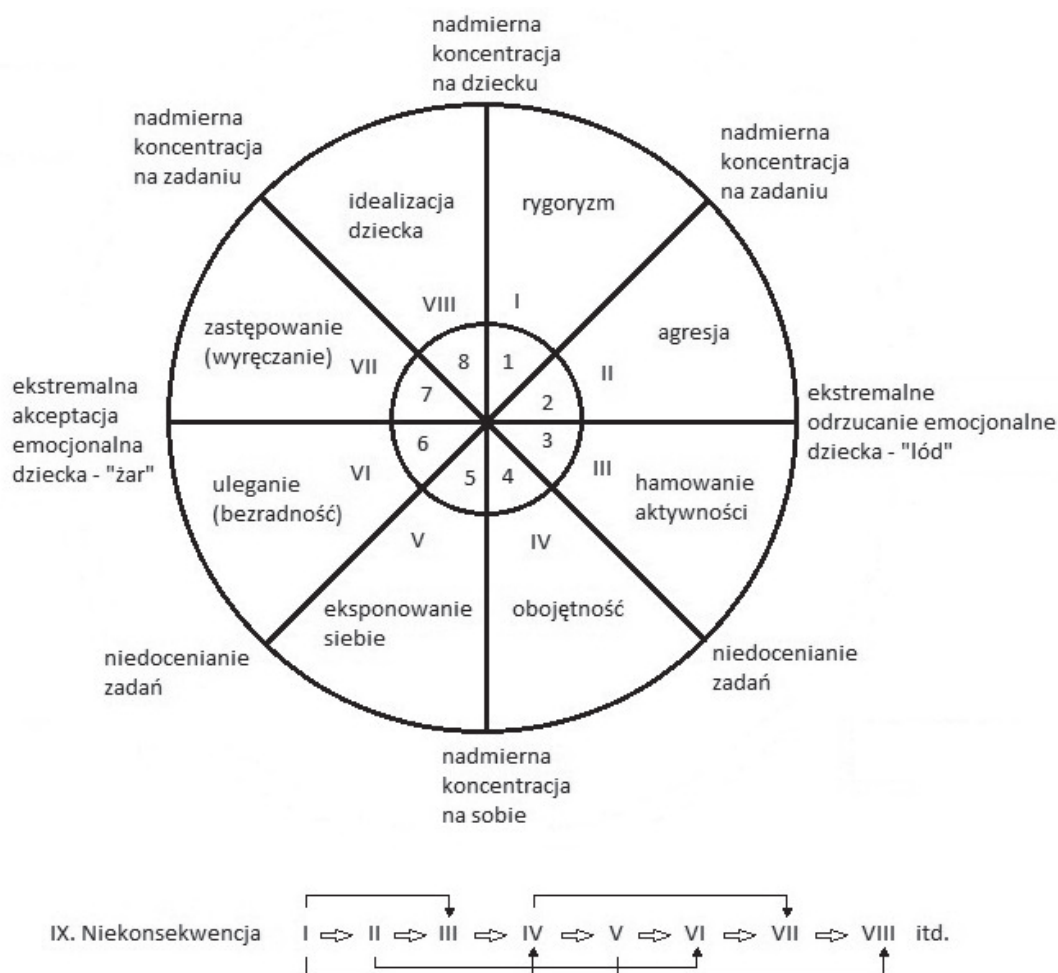 nadmierna
koncentracja
na dziecku
nadmierna
koncentracja
na zadaniu
nadmierna
koncentracja
na zadaniu
idealizacja
dziecka
rygoryzm
VIII
I
zastępowanie
(wyręczanie)
VII
agresja
II
8
1
7
2
ekstremalna
akceptacja
emocjonalna
dziecka - "żar"
ekstremalne
odrzucanie emocjonalne
dziecka - "lód"
6
3
5
4
uleganie
(bezradność)
VI
III
hamowanie
aktywności
V
IV
eksponowanie
siebie
obojętność
niedocenianie
zadań
niedocenianie
zadań
nadmierna
koncentracja
na sobie
IX. Niekonsekwencja I ⇨ II ⇨ III ⇨ IV ⇨ V ⇨ VI ⇨ VII ⇨ VIII itd.